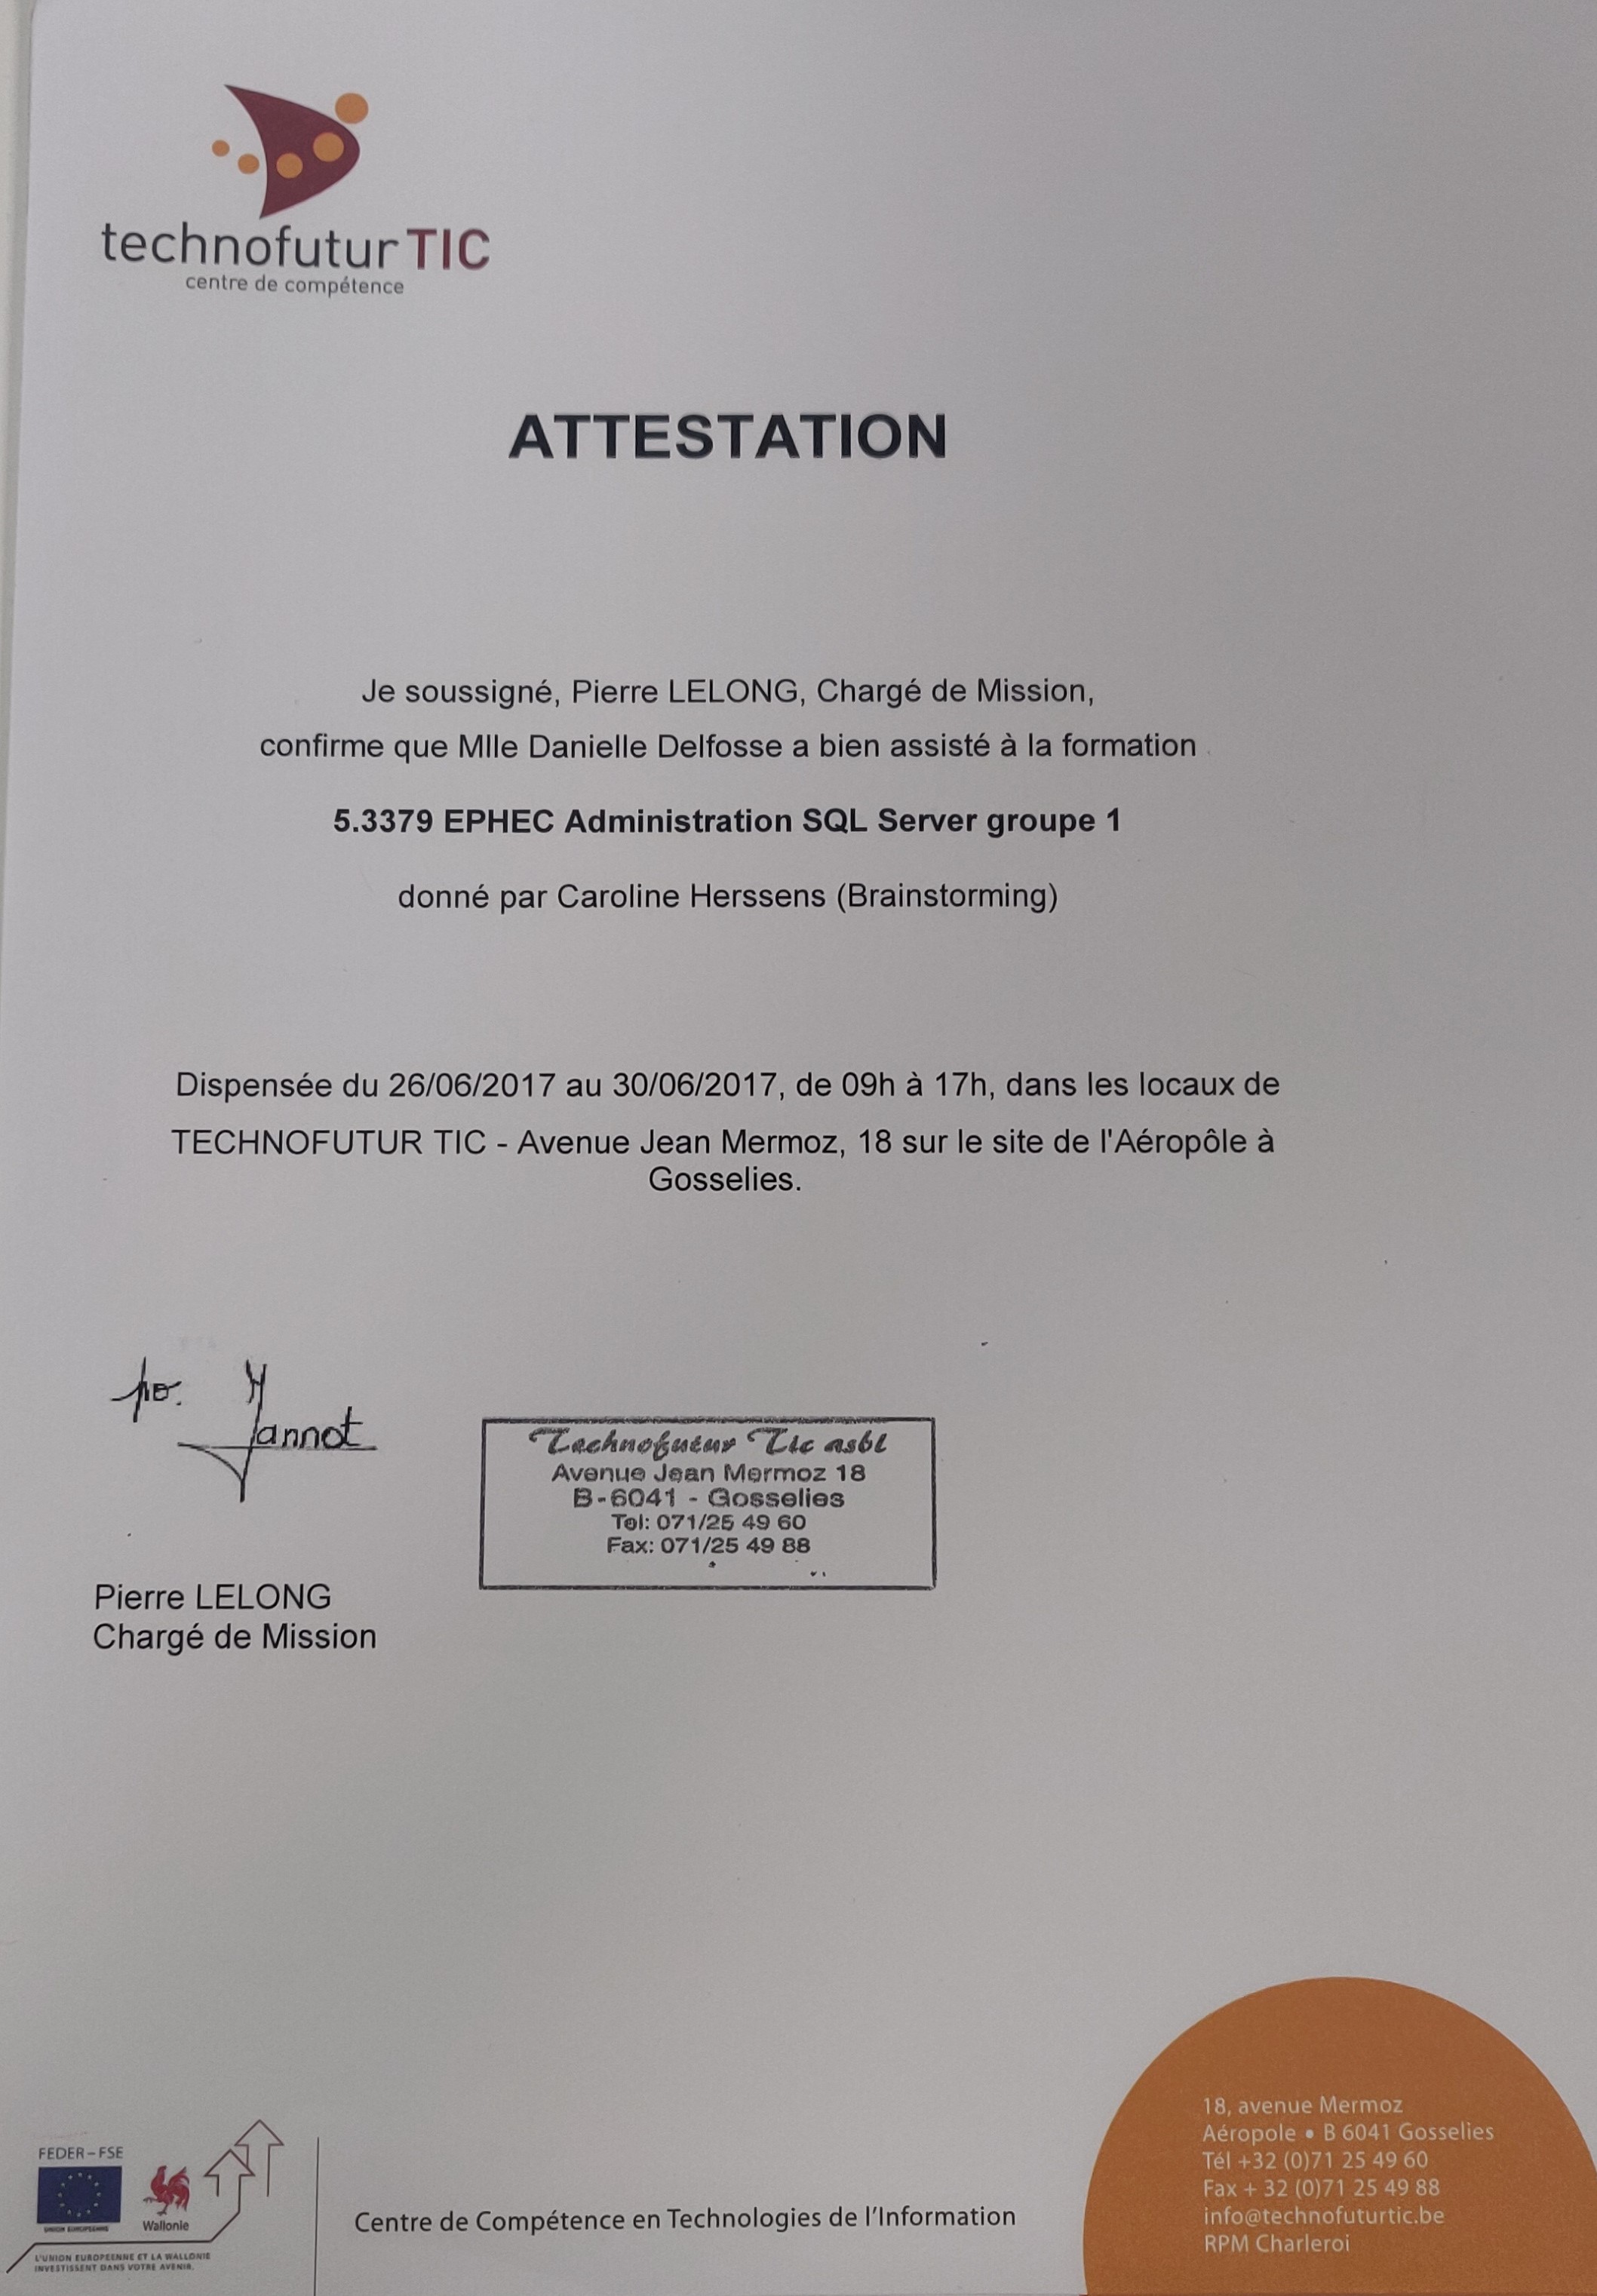 technofutur TIC
centre de compétence
ATTESTATION
Je soussigné, Pierre LELONG, Chargé de Mission,
confirme que Mlle Danielle Delfosse a bien assisté à la formation
5.3379 EPHEC Administration SQL Server groupe 1
donné par Caroline Herssens (Brainstorming)
Dispensée du 26/06/2017 au 30/06/2017, de 09h à 17h, dans les locaux de
TECHNOFUTUR TIC - Avenue Jean Mermoz, 18 sur le site de l'Aéropôle à
Gosselies.
po.
Jannot
Technofutur Tic asbl
Avenue Jean Mermoz 18
B-6041 - Gosselies
Tel: 071/25 49 60
Fax: 071/25 49 88
Pierre LELONG
Chargé de Mission
FEDER–FSE
UNION EUROPEENNE
Wallonie
L'UNION EUROPEENNE ET LA WALLONIE
INVESTISSENT DANS VOTRE AVENIR.
Centre de Compétence en Technologies de l'Information
18, avenue Mermoz
Aéropole • B 6041 Gosselies
Tél +32 (0)71 25 49 60
Fax + 32 (0)71 25 49 88
info@technofuturtic.be
RPM Charleroi